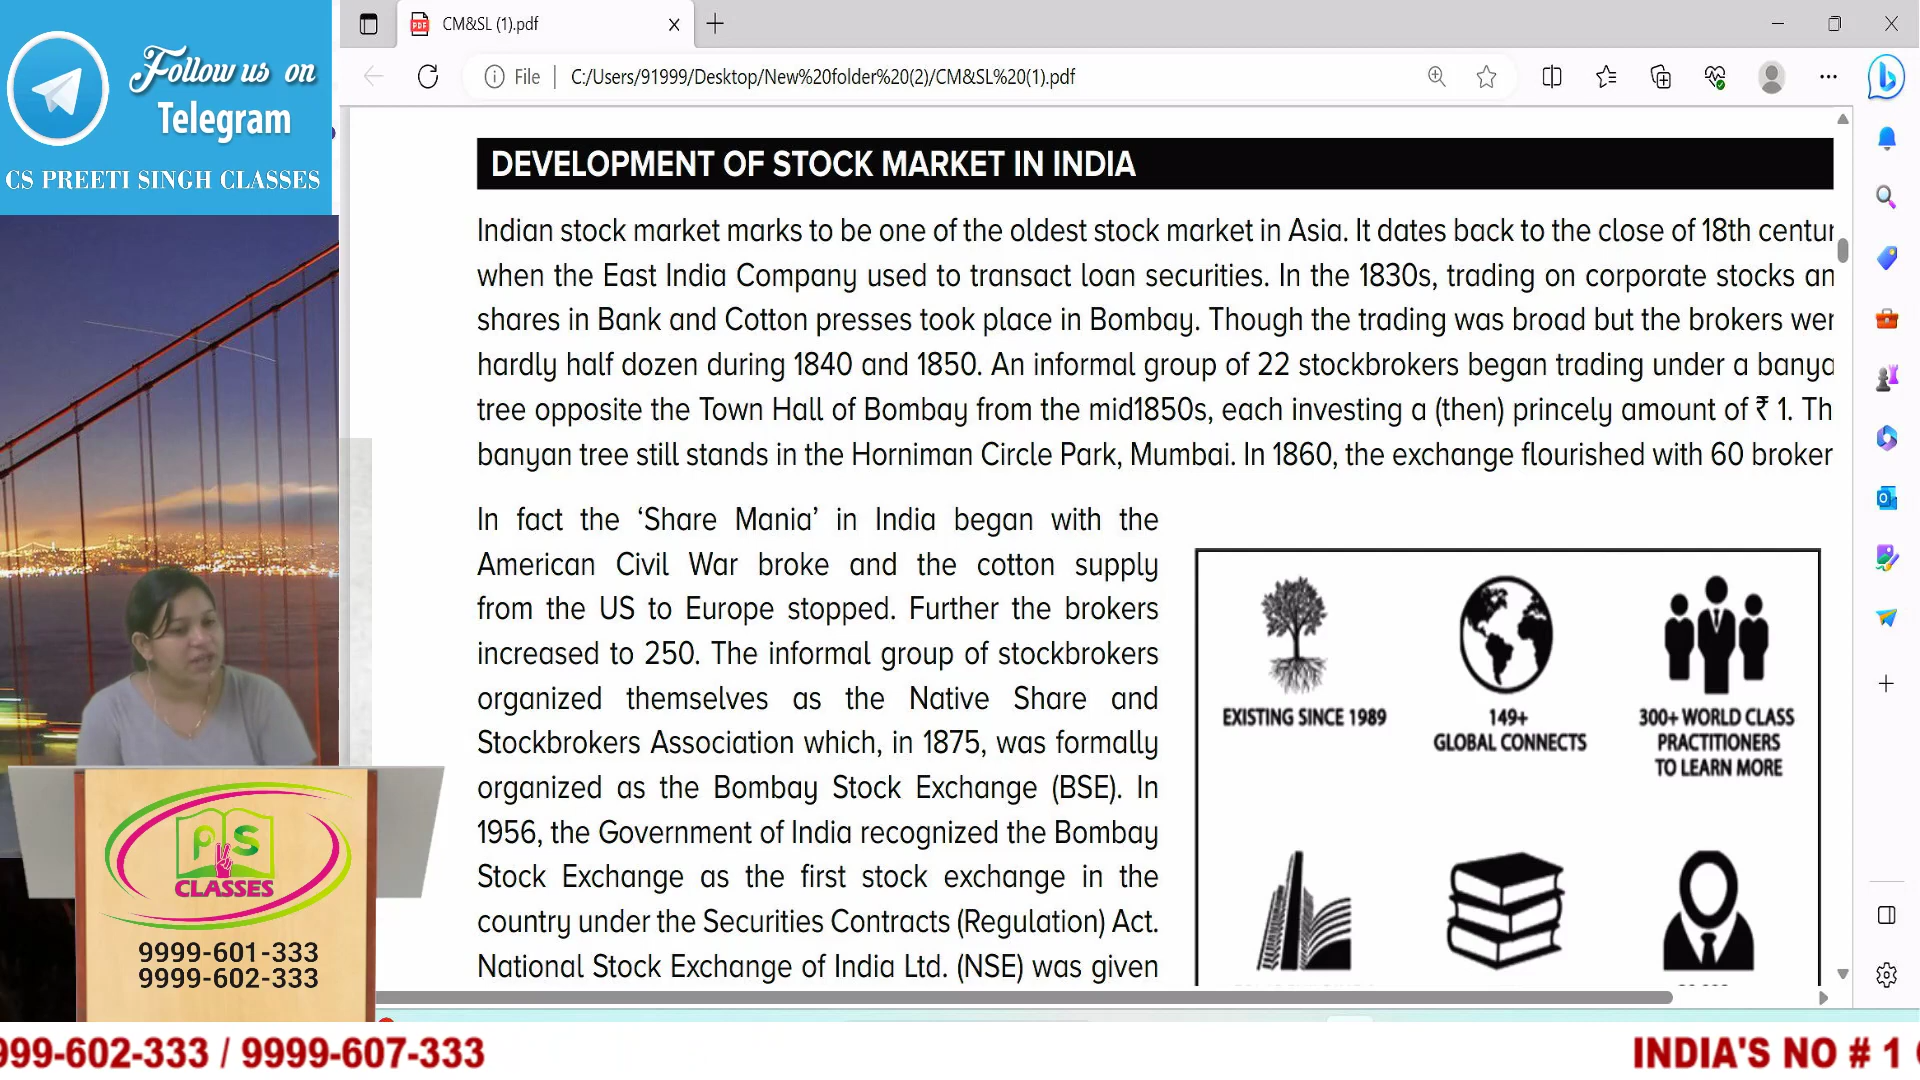 Follow us on
Telegram
CS PREETI SINGH CLASSES
CM&SL (1).pdf
File
C:/Users/91999/Desktop/New%20folder%20(2)/CM&SL%20(1).pdf
DEVELOPMENT OF STOCK MARKET IN INDIA
Indian stock market marks to be one of the oldest stock market in Asia. It dates back to the close of 18th centur
when the East India Company used to transact loan securities. In the 1830s, trading on corporate stocks an
shares in Bank and Cotton presses took place in Bombay. Though the trading was broad but the brokers wer
hardly half dozen during 1840 and 1850. An informal group of 22 stockbrokers began trading under a banya
tree opposite the Town Hall of Bombay from the mid1850s, each investing a (then) princely amount of ₹ 1. Th
banyan tree still stands in the Horniman Circle Park, Mumbai. In 1860, the exchange flourished with 60 broker
In fact the ‘Share Mania’ in India began with the
American Civil War broke and the cotton supply
from the US to Europe stopped. Further the brokers
increased to 250. The informal group of stockbrokers
organized themselves as the Native Share and
Stockbrokers Association which, in 1875, was formally
organized as the Bombay Stock Exchange (BSE). In
1956, the Government of India recognized the Bombay
Stock Exchange as the first stock exchange in the
country under the Securities Contracts (Regulation) Act.
National Stock Exchange of India Ltd. (NSE) was given
EXISTING SINCE 1989
149+
GLOBAL CONNECTS
300+ WORLD CLASS
PRACTITIONERS
TO LEARN MORE
PS
CLASSES
9999-601-333
9999-602-333
999-602-333 / 9999-607-333
INDIA'S NO # 1